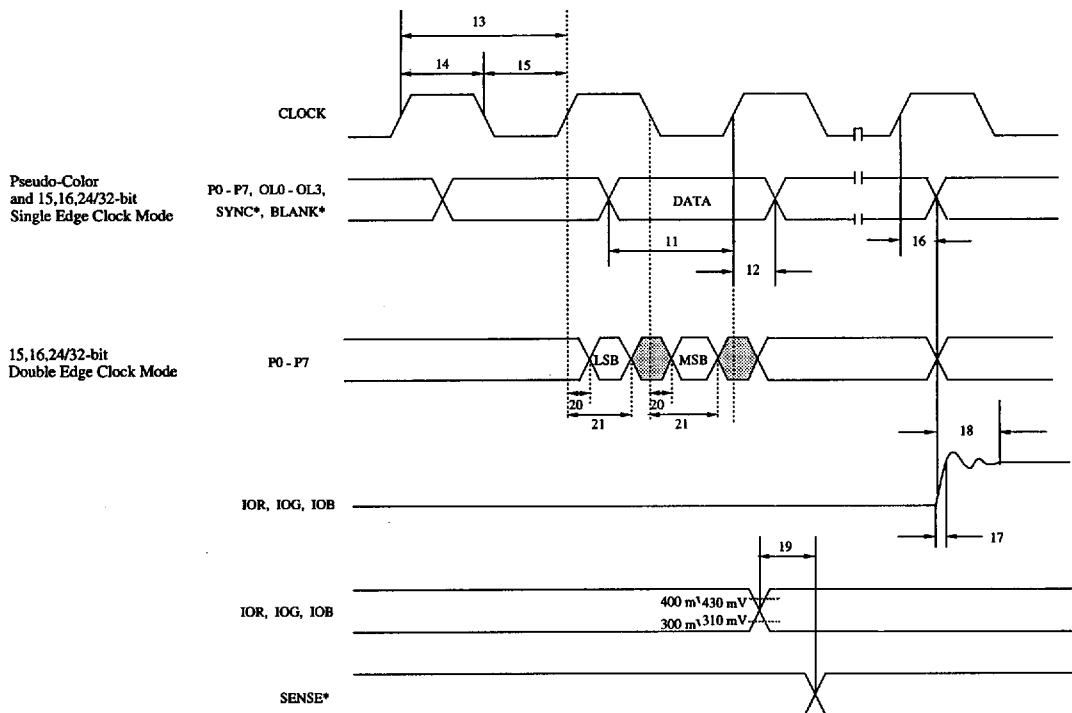 13
14
15
CLOCK
Pseudo-Color
and 15,16,24/32-bit
Single Edge Clock Mode
P0 - P7, OL0 - OL3,
SYNC*, BLANK*
DATA
11
12
16
15,16,24/32-bit
Double Edge Clock Mode
P0 - P7
LSB
MSB
20
20
21
21
18
IOR, IOG, IOB
17
19
IOR, IOG, IOB
400 m 430 mV
300 m 310 mV
SENSE*